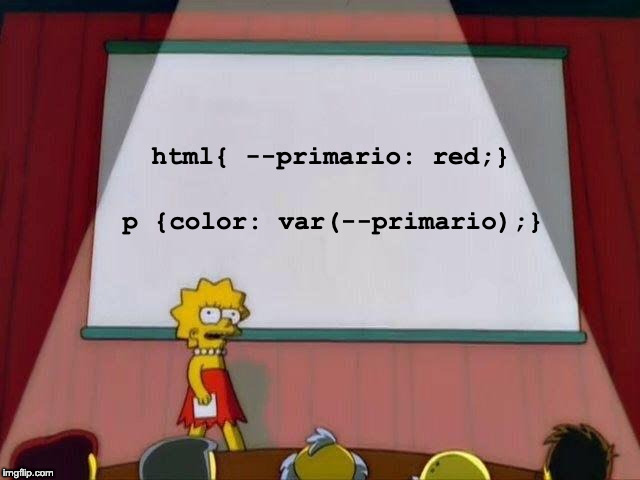 html{ --primario: red;}
p {color: var(--primario);}
imgflip.com